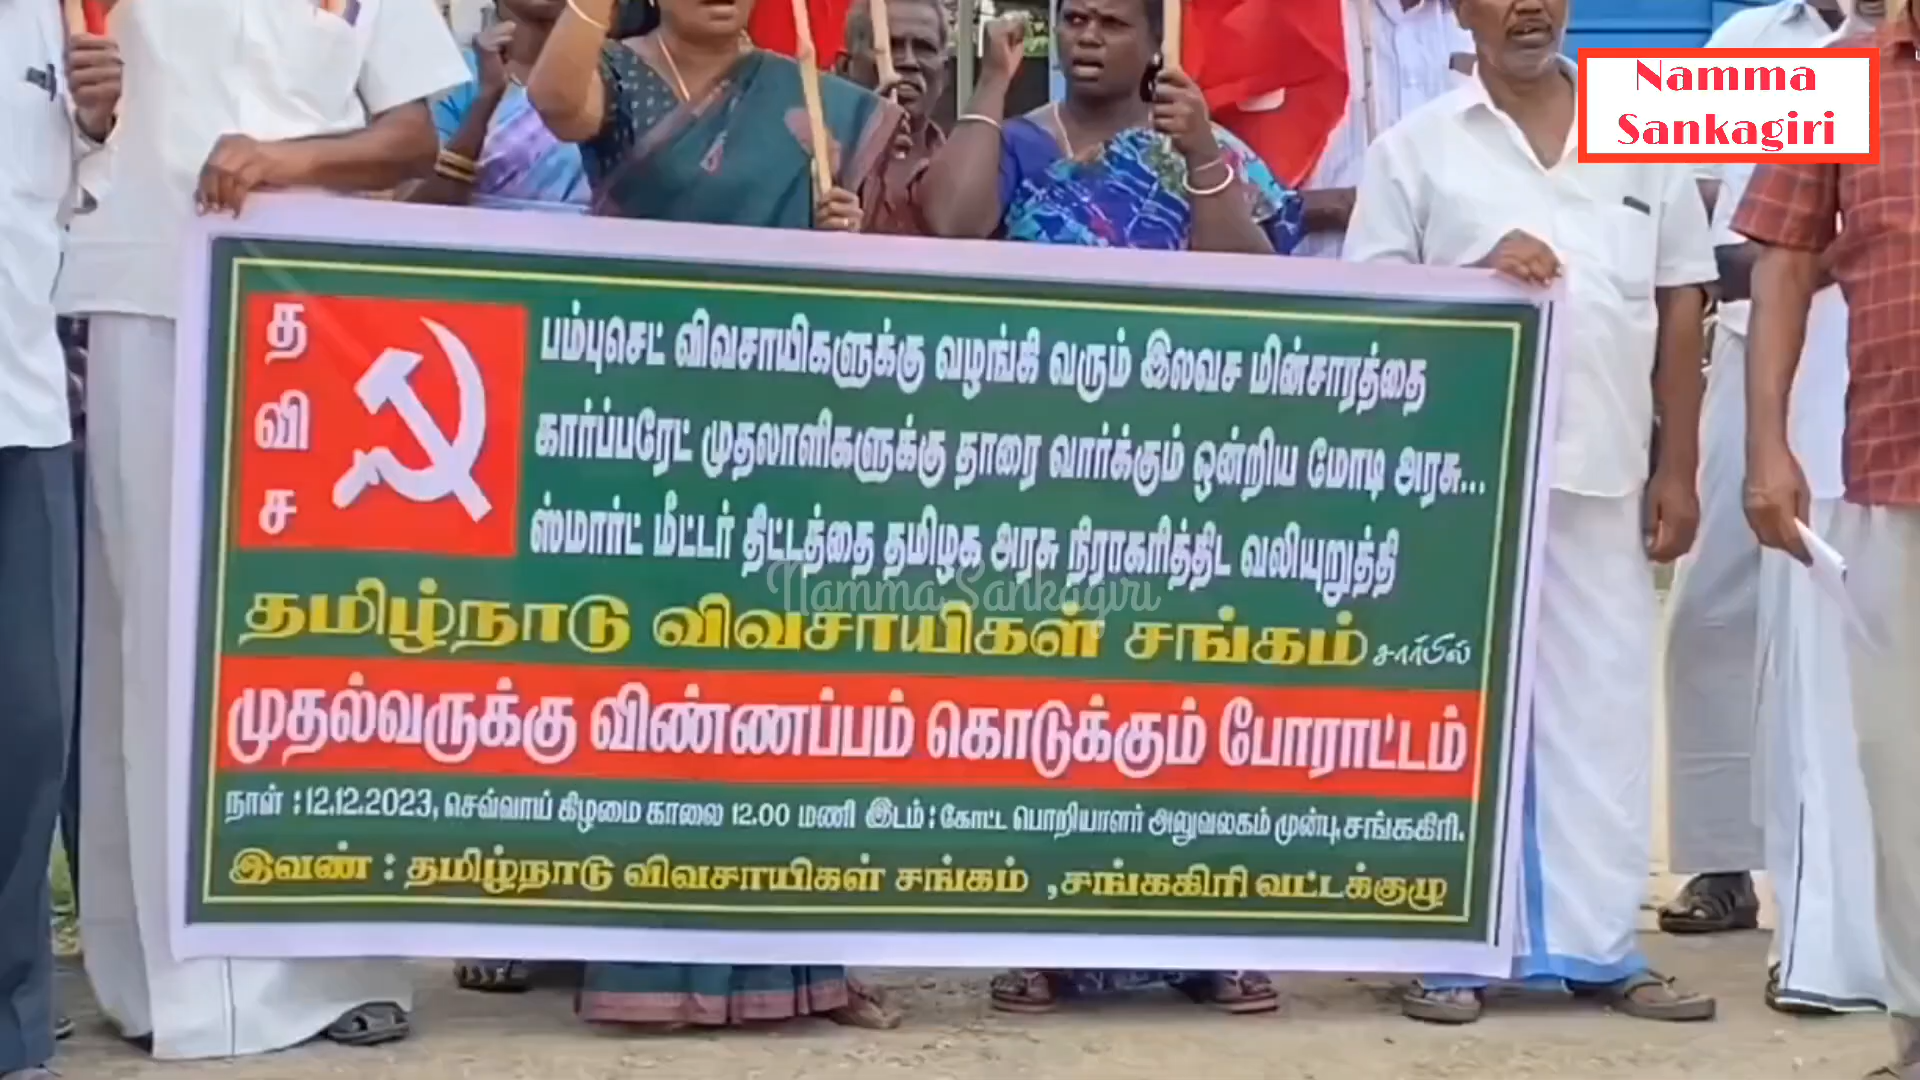 Namma
Sankagiri
த
வி
ச
பம்புசெட் விவசாயிகளுக்கு வழங்கி வரும் இலவச மின்சாரத்தை
கார்ப்பரேட் முதலாளிகளுக்கு தாரை வார்க்கும் ஒன்றிய மோடி அரசு...
ஸ்மார்ட் மீட்டர் திட்டத்தை தமிழக அரசு நிராகரித்திட வலியுறுத்தி
Namma Sankagiri
தமிழ்நாடு விவசாயிகள் சங்கம் சார்பில்
முதல்வருக்கு விண்ணப்பம் கொடுக்கும் போராட்டம்
நாள் : 12.12.2023, செவ்வாய் கிழமை காலை 12.00 மணி இடம் : கோட்ட பொறியாளர் அலுவலகம் முன்பு, சங்ககிரி.
இவண் : தமிழ்நாடு விவசாயிகள் சங்கம் , சங்ககிரி வட்டக்குழு